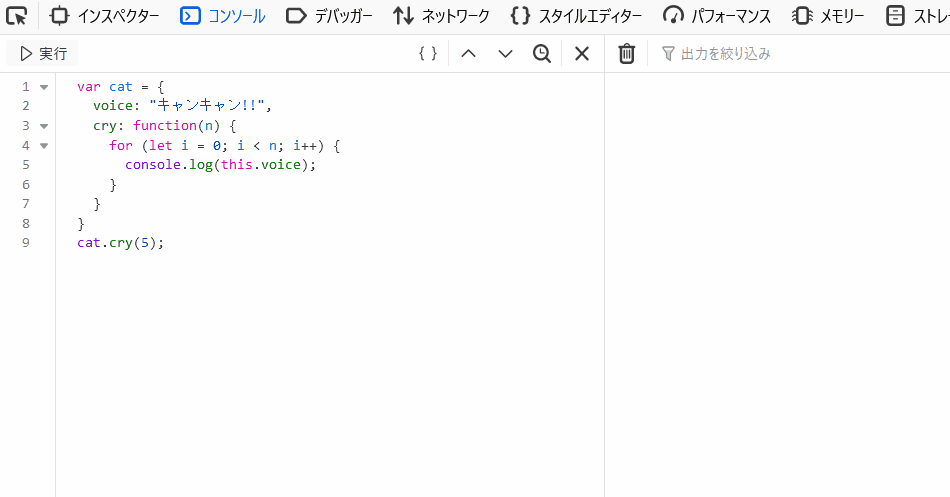 インスペクター コンソール デバッガー ネットワーク スタイルエディター パフォーマンス メモリー ストレー
実行 出力を絞り込み
1 var cat = {
2 voice: "キャンキャン!!",
3 cry: function(n) {
4 for (let i = 0; i < n; i++) {
5 console.log(this.voice);
6 }
7 }
8 }
9 cat.cry(5);